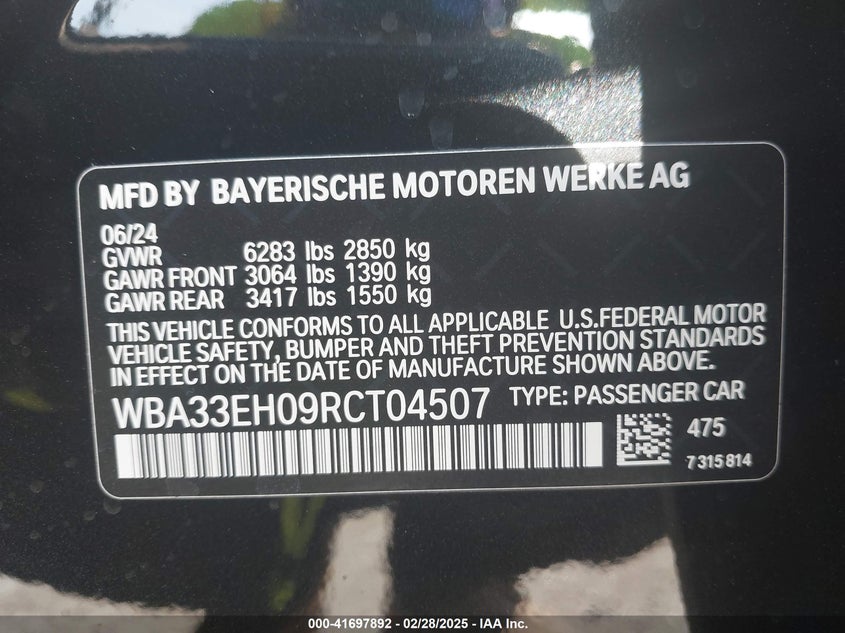 MFD BY BAYERISCHE MOTOREN WERKE AG
06/24
GVWR 6283 lbs 2850 kg
GAWR FRONT 3064 lbs 1390 kg
GAWR REAR 3417 lbs 1550 kg
THIS VEHICLE CONFORMS TO ALL APPLICABLE U.S.FEDERAL MOTOR
VEHICLE SAFETY, BUMPER AND THEFT PREVENTION STANDARDS
IN EFFECT ON THE DATE OF MANUFACTURE SHOWN ABOVE.
WBA33EH09RCT04507 TYPE: PASSENGER CAR
475
7315814
000-41697892 - 02/28/2025 - IAA Inc.